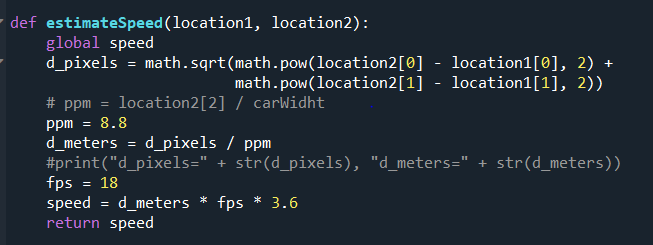 def estimateSpeed(location1, location2):
global speed
d_pixels = math.sqrt(math.pow(location2[0] - location1[0], 2) +
math.pow(location2[1] - location1[1], 2))
# ppm = location2[2] / carWidht
ppm = 8.8
d_meters = d_pixels / ppm
#print("d_pixels=" + str(d_pixels), "d_meters=" + str(d_meters))
fps = 18
speed = d_meters * fps * 3.6
return speed